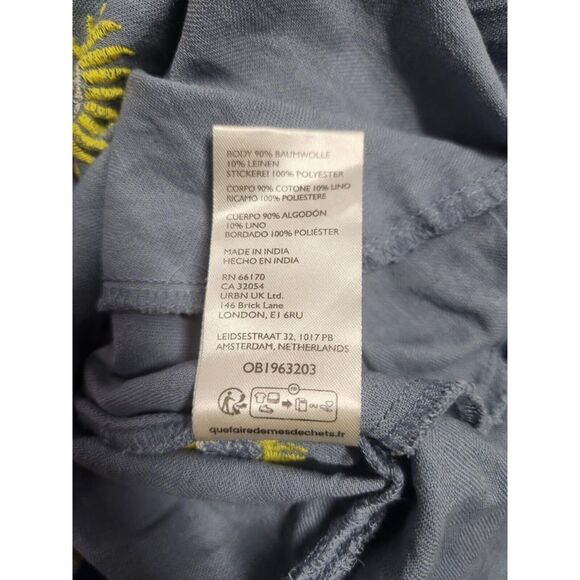 BODY 90% BAUMWOLLE
10% LEINEN
STICKEREI 100% POLYESTER
CORPO 90% COTONE 10% LINO
RICAMO 100% POLIESTERE
CUERPO 90% ALGODÓN
10% LINO
BORDADO 100% POLIÉSTER
MADE IN INDIA
HECHO EN INDIA
RN 66170
CA 32054
URBN UK Ltd.
146 Brick Lane
LONDON, E1 6RU
LEIDSESTRAAT 32, 1017 PB
AMSTERDAM, NETHERLANDS
OB1963203
FR
OU
quefairedemesdechets.fr